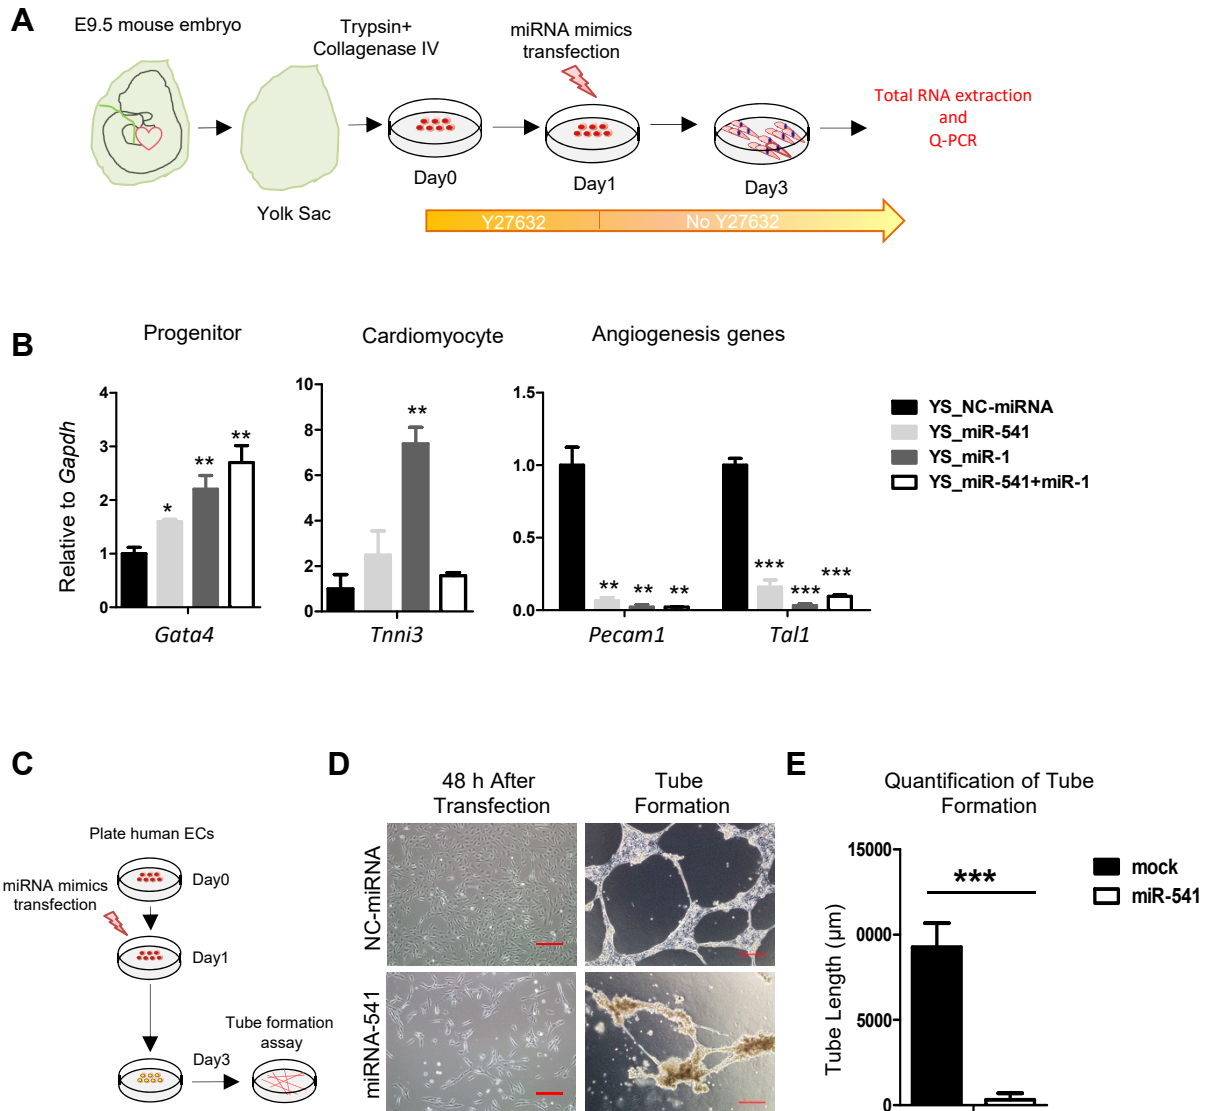 A
E9.5 mouse embryo
Trypsin+
Collagenase IV
miRNA mimics
transfection
Total RNA extraction
and
Q-PCR
Day0
Day1
Day3
Yolk Sac
Y27632
No Y27632
B
Progenitor
Cardiomyocyte
Angiogenesis genes
Relative to Gapdh
4
3
2
1
0
*
**
**
Gata4
10
8
6
4
2
0
**
Tnni3
1.5
1.0
0.5
0.0
**
**
**
***
***
***
Pecam1
Tal1
YS_NC-miRNA
YS_miR-541
YS_miR-1
YS_miR-541+miR-1
C
Plate human ECs
Day0
miRNA mimics
transfection
Day1
Day3
Tube formation
assay
D
48 h After
Transfection
Tube
Formation
NC-miRNA
miRNA-541
E
Quantification of Tube
Formation
Tube Length (µm)
15000
0000
5000
0
***
mock
miR-541